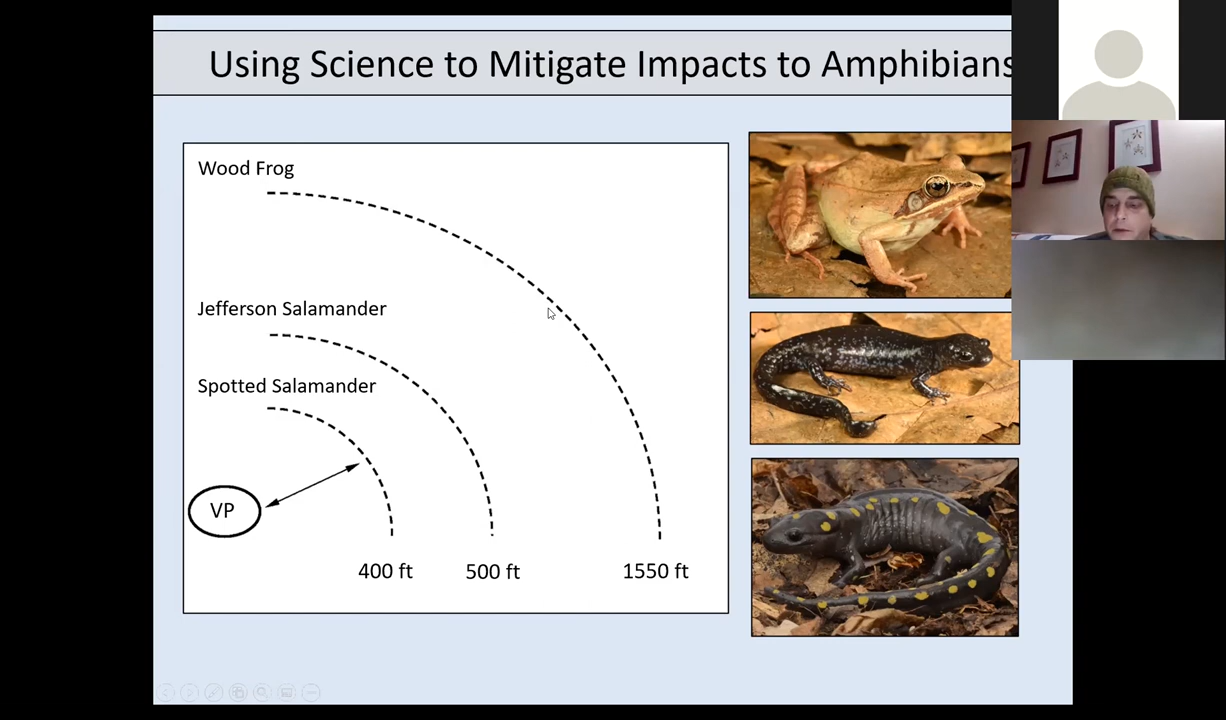 Using Science to Mitigate Impacts to Amphibians
Wood Frog
Jefferson Salamander
Spotted Salamander
VP
400 ft
500 ft
1550 ft